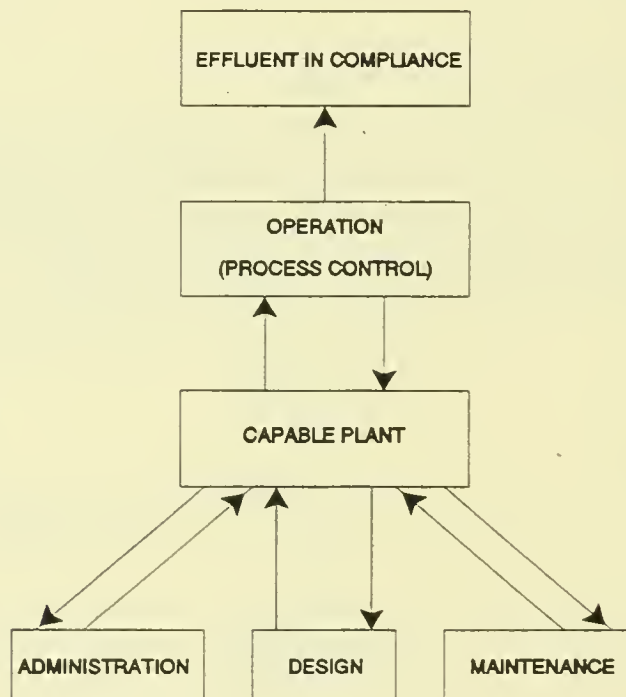 EFFLUENT IN COMPLIANCE
OPERATION
(PROCESS CONTROL)
CAPABLE PLANT
ADMINISTRATION
DESIGN
MAINTENANCE